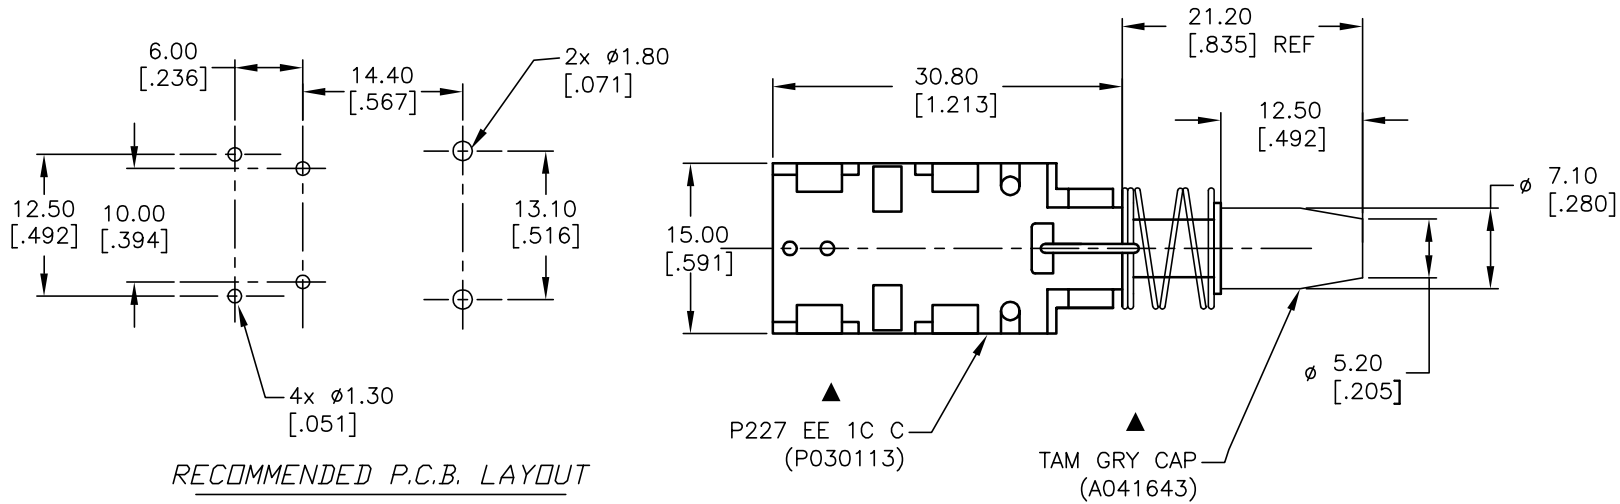 6.00
[.236]
14.40
[.567]
2x ø1.80
[.071]
12.50
[.492]
10.00
[.394]
13.10
[.516]
4x ø1.30
[.051]
RECOMMENDED P.C.B. LAYOUT
21.20
[.835] REF
30.80
[1.213]
12.50
[.492]
ø 7.10
[.280]
15.00
[.591]
ø 5.20
[.205]
P227 EE 1C C
(P030113)
TAM GRY CAP
(A041643)